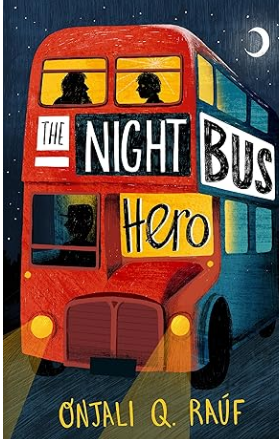 THE
NIGHT
BUS
Hero
ONJALI Q. RAÚF